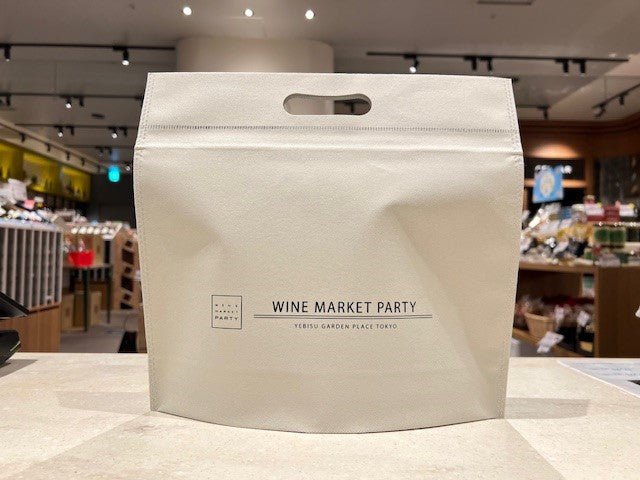 WINE
MARKET
PARTY
WINE MARKET PARTY
YEBISU GARDEN PLACE TOKYO